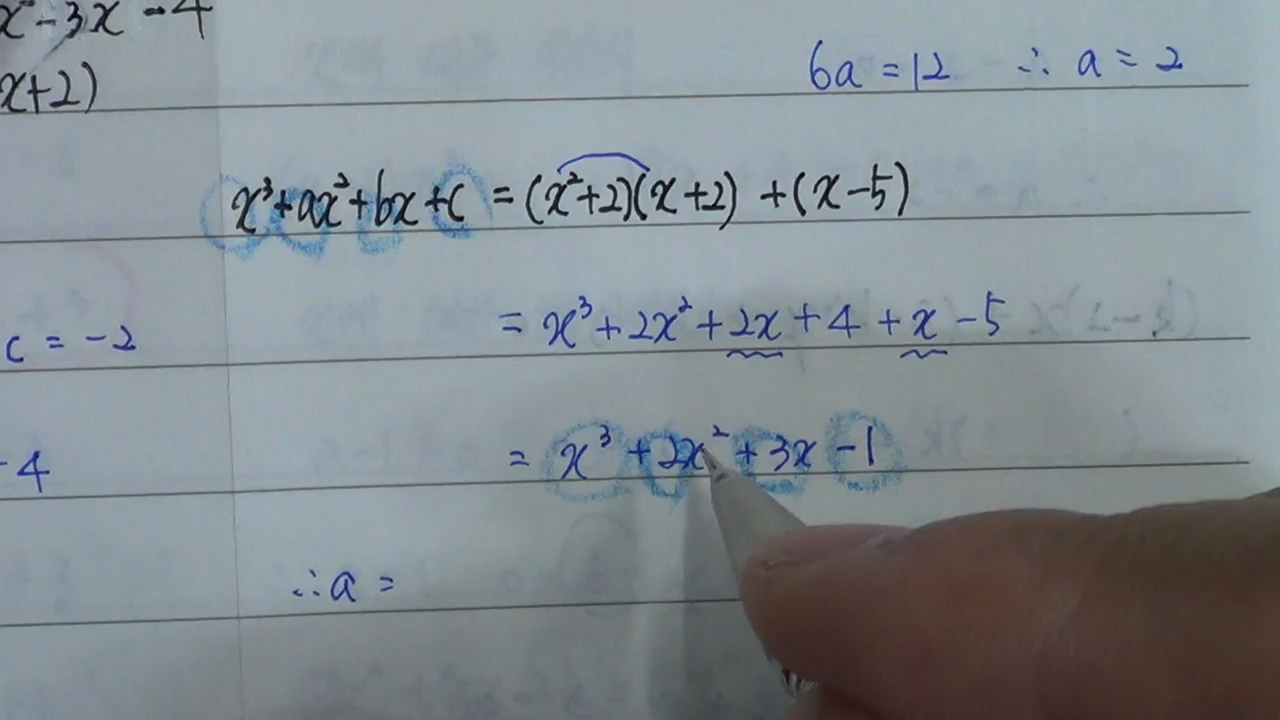 x² - 3x - 4
x+2)
6a = 12 ∴ a = 2
x³+ax²+bx+c = (x²+2)(x+2) + (x-5)
= x³+2x²+2x+4+x-5
c = -2
= x³+2x²+3x-1
-4
∴ a =